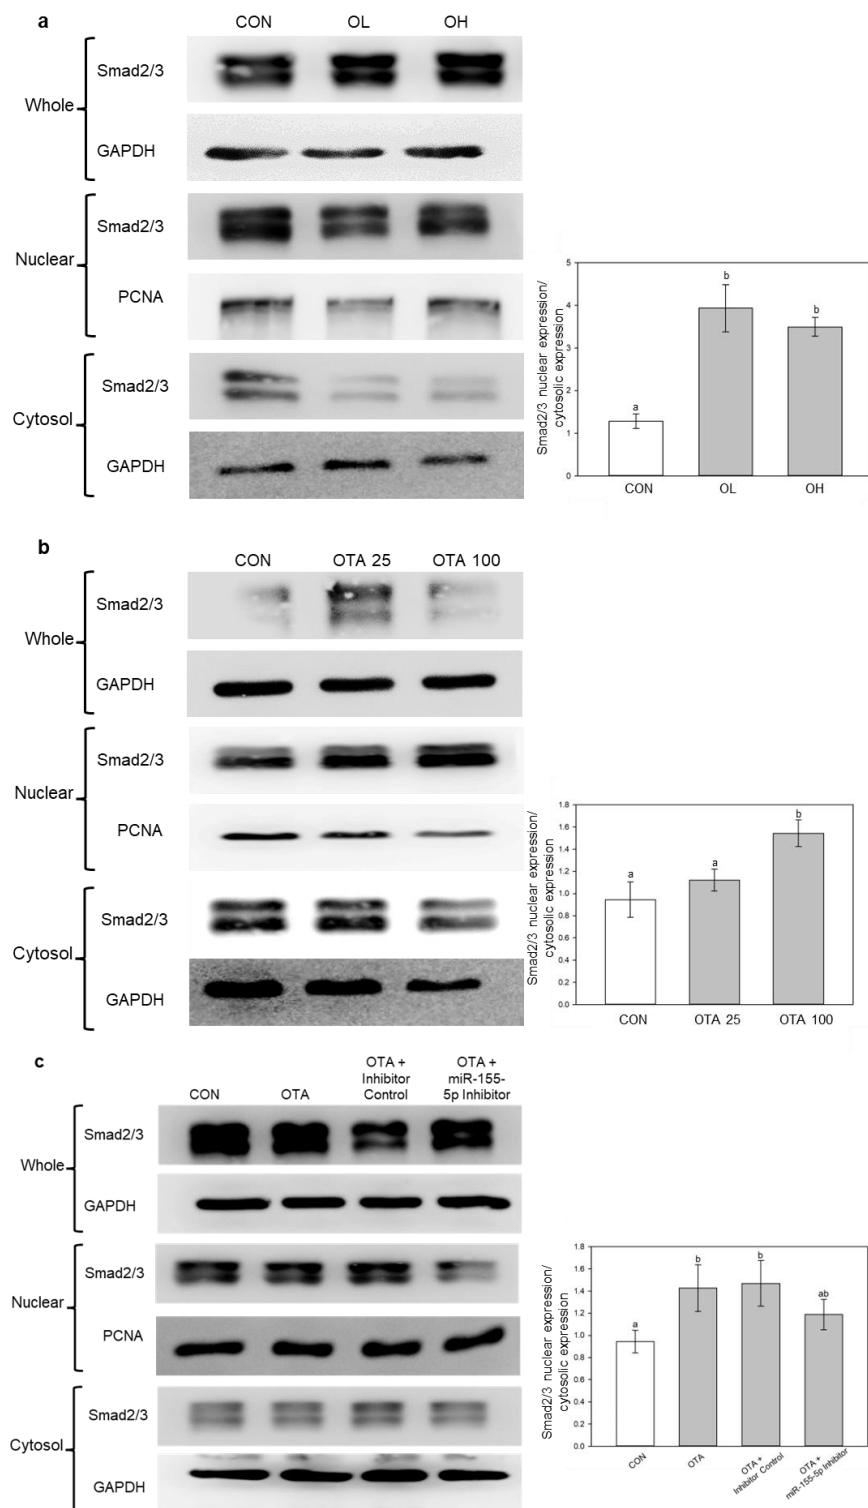 a
CON OL OH
Whole
Smad2/3
GAPDH
Nuclear
Smad2/3
PCNA
Cytosol
Smad2/3
GAPDH
Smad2/3 nuclear expression/
cytosolic expression
5
4
3
2
1
0
a
b
b
CON OL OH
b
CON OTA 25 OTA 100
Whole
Smad2/3
GAPDH
Nuclear
Smad2/3
PCNA
Cytosol
Smad2/3
GAPDH
Smad2/3 nuclear expression/
cytosolic expression
1.8
1.6
1.4
1.2
1.0
0.8
0.6
0.4
0.2
0.0
a
a
b
CON OTA 25 OTA 100
c
CON
OTA
OTA +
Inhibitor
Control
OTA +
miR-155-
5p Inhibitor
Whole
Smad2/3
GAPDH
Nuclear
Smad2/3
PCNA
Cytosol
Smad2/3
GAPDH
Smad2/3 nuclear expression/
cytosolic expression
1.8
1.6
1.4
1.2
1.0
0.8
0.6
0.4
0.2
0.0
a
b
b
ab
CON
OTA
OTA +
Inhibitor Control
OTA +
miR-155-5p Inhibitor